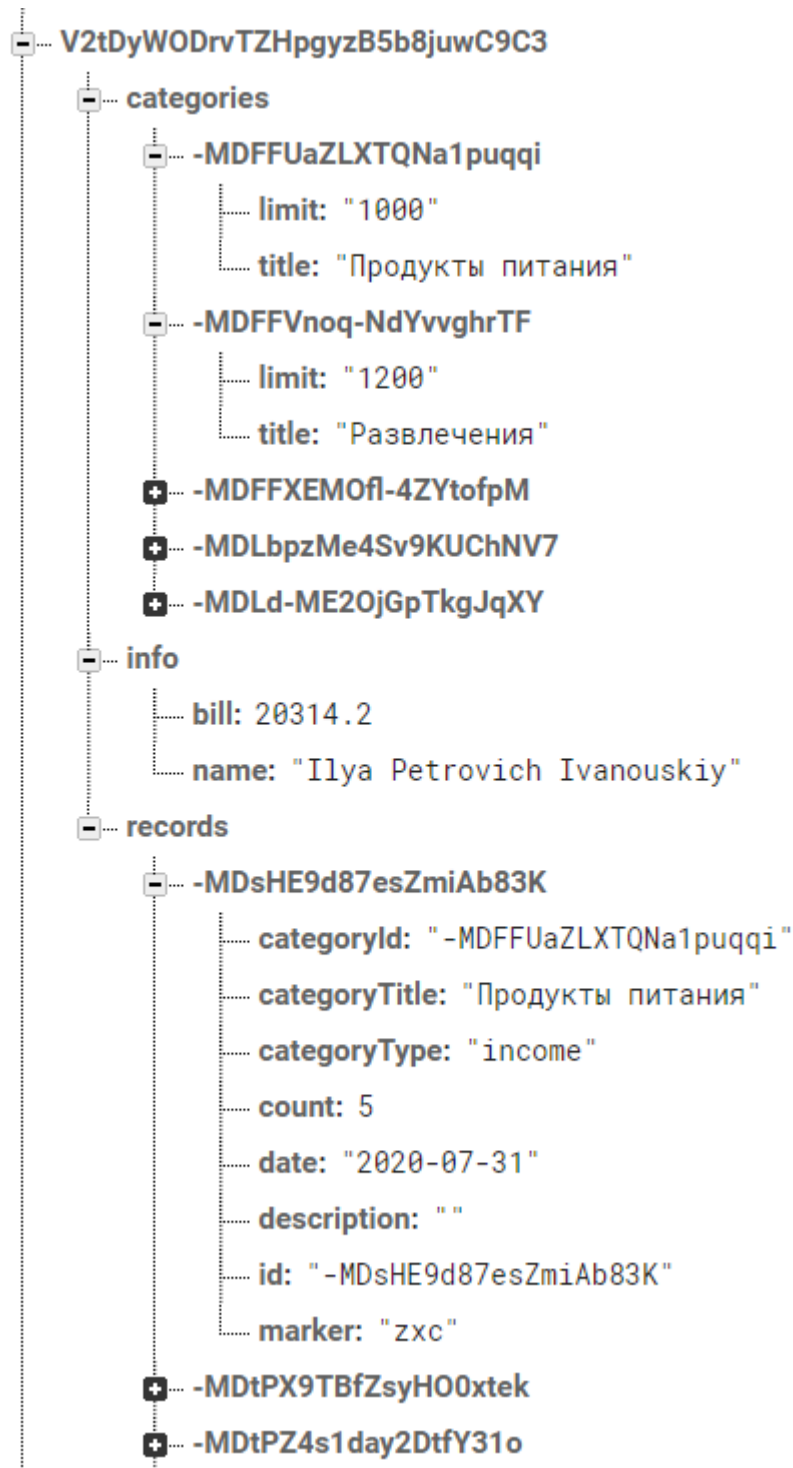 V2tDyWODrvTZHpgyzB5b8juwC9C3
categories
-MDFFUaZLXTQNa1puqqi
limit: "1000"
title: "Продукты питания"
-MDFFVnoq-NdYvvghrTF
limit: "1200"
title: "Развлечения"
-MDFFXEMOfl-4ZYtofpM
-MDLbpzMe4Sv9KUChNV7
-MDLd-ME2OjGpTkgJqXY
info
bill: 20314.2
name: "Ilya Petrovich Ivanouskiy"
records
-MDsHE9d87esZmiAb83K
categoryId: "-MDFFUaZLXTQNa1puqqi"
categoryTitle: "Продукты питания"
categoryType: "income"
count: 5
date: "2020-07-31"
description: ""
id: "-MDsHE9d87esZmiAb83K"
marker: "zxc"
-MDtPX9TBfZsyHO0xtek
-MDtPZ4s1day2DtfY31o